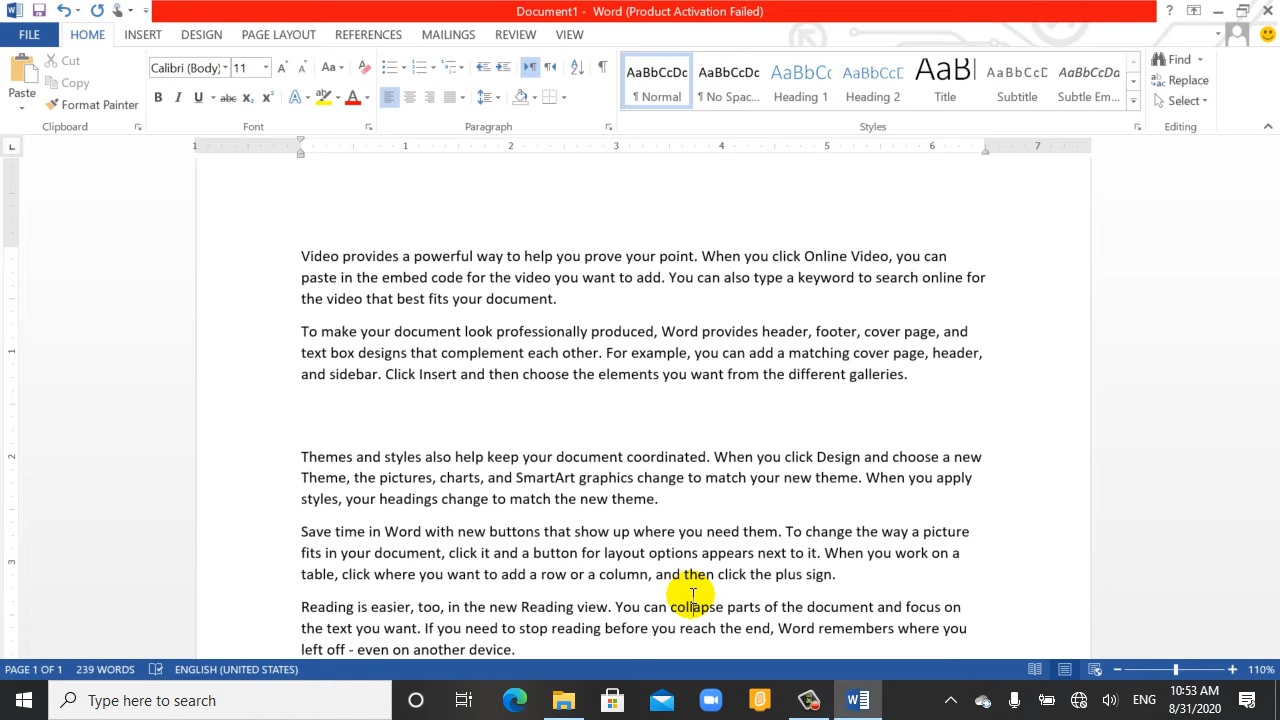 Document1 - Word (Product Activation Failed)
FILE HOME INSERT DESIGN PAGE LAYOUT REFERENCES MAILINGS REVIEW VIEW
Paste
Cut
Copy
Format Painter
Clipboard
Calibri (Body) 11
Font
Paragraph
AaBbCcDc AaBbCcDc AaBbCc AaBbCcD AaBl AaBbCcD AaBbCcDa
¶ Normal ¶ No Spac... Heading 1 Heading 2 Title Subtitle Subtle Em...
Styles
Find
Replace
Select
Editing
1 1 2 3 4 5 6 7
Video provides a powerful way to help you prove your point. When you click Online Video, you can
paste in the embed code for the video you want to add. You can also type a keyword to search online for
the video that best fits your document.
To make your document look professionally produced, Word provides header, footer, cover page, and
text box designs that complement each other. For example, you can add a matching cover page, header,
and sidebar. Click Insert and then choose the elements you want from the different galleries.
1
2
3
Themes and styles also help keep your document coordinated. When you click Design and choose a new
Theme, the pictures, charts, and SmartArt graphics change to match your new theme. When you apply
styles, your headings change to match the new theme.
Save time in Word with new buttons that show up where you need them. To change the way a picture
fits in your document, click it and a button for layout options appears next to it. When you work on a
table, click where you want to add a row or a column, and then click the plus sign.
Reading is easier, too, in the new Reading view. You can collapse parts of the document and focus on
the text you want. If you need to stop reading before you reach the end, Word remembers where you
left off - even on another device.
PAGE 1 OF 1 239 WORDS ENGLISH (UNITED STATES) 110%
Type here to search
ENG
10:53 AM
8/31/2020